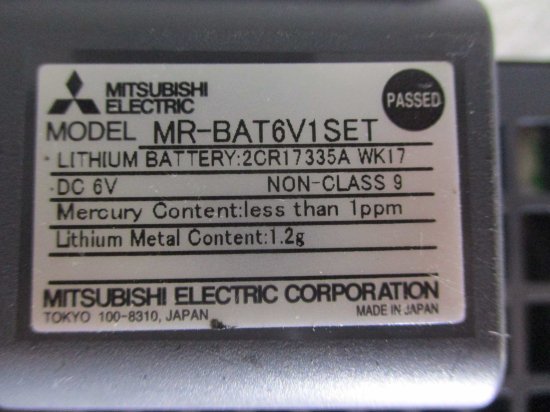 MITSUBISHI
ELECTRIC
PASSED
MODEL MR-BAT6V1SET
LITHIUM BATTERY:2CR17335A WK17
DC 6V NON-CLASS 9
Mercury Content:less than 1ppm
Lithium Metal Content:1.2g
MITSUBISHI ELECTRIC CORPORATION
TOKYO 100-8310, JAPAN MADE IN JAPAN